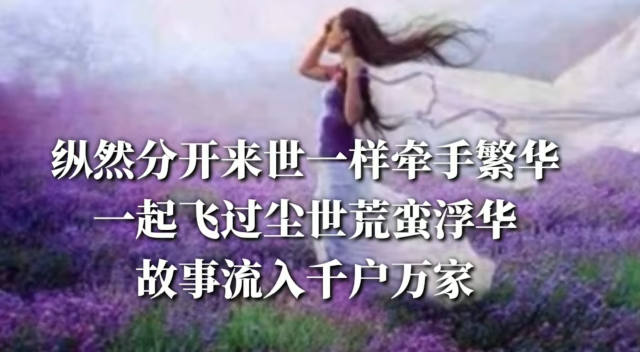 纵然分开来世一样牵手繁华
一起飞过尘世荒蛮浮华
故事流入千户万家